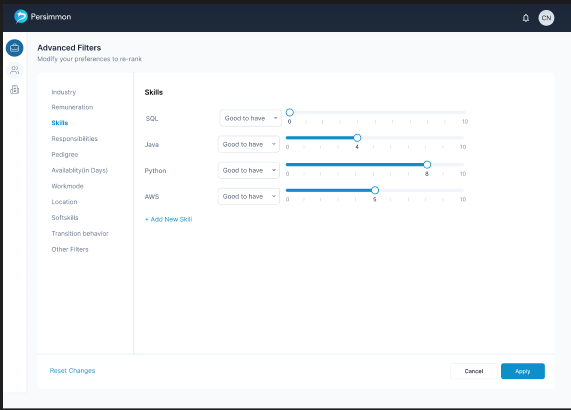 Persimmon
CN
Advanced Filters
Modify your preferences to re-rank
Industry
Remuneration
Skills
Responsibilities
Pedigree
Availablity(in Days)
Workmode
Location
Softskills
Transition behavior
Other Filters
Skills
SQL Good to have 0 10
Java Good to have 0 4 10
Python Good to have 0 8 10
AWS Good to have 0 5 10
+ Add New Skill
Reset Changes
Cancel
Apply